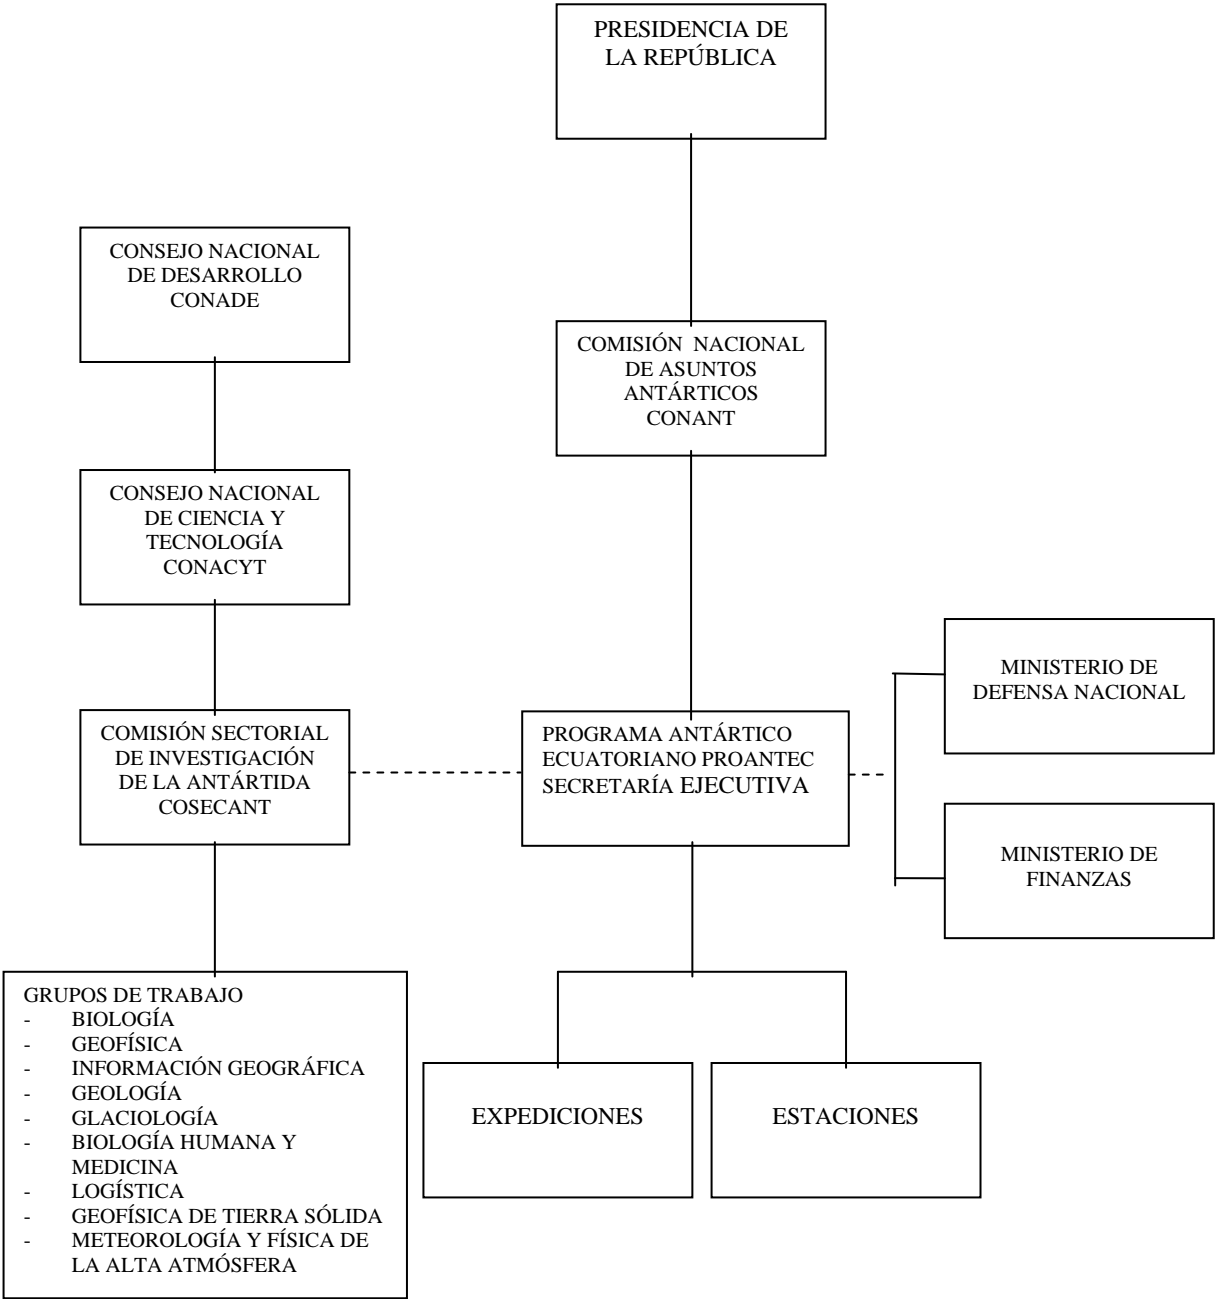 PRESIDENCIA DE
LA REPÚBLICA
CONSEJO NACIONAL
DE DESARROLLO
CONADE
COMISIÓN NACIONAL
DE ASUNTOS
ANTÁRTICOS
CONANT
CONSEJO NACIONAL
DE CIENCIA Y
TECNOLOGÍA
CONACYT
MINISTERIO DE
DEFENSA NACIONAL
COMISIÓN SECTORIAL
DE INVESTIGACIÓN
DE LA ANTÁRTIDA
COSECANT
PROGRAMA ANTÁRTICO
ECUATORIANO PROANTEC
SECRETARÍA EJECUTIVA
MINISTERIO DE
FINANZAS
GRUPOS DE TRABAJO
- BIOLOGÍA
- GEOFÍSICA
- INFORMACIÓN GEOGRÁFICA
- GEOLOGÍA
- GLACIOLOGÍA
- BIOLOGÍA HUMANA Y
MEDICINA
- LOGÍSTICA
- GEOFÍSICA DE TIERRA SÓLIDA
- METEOROLOGÍA Y FÍSICA DE
LA ALTA ATMÓSFERA
EXPEDICIONES
ESTACIONES